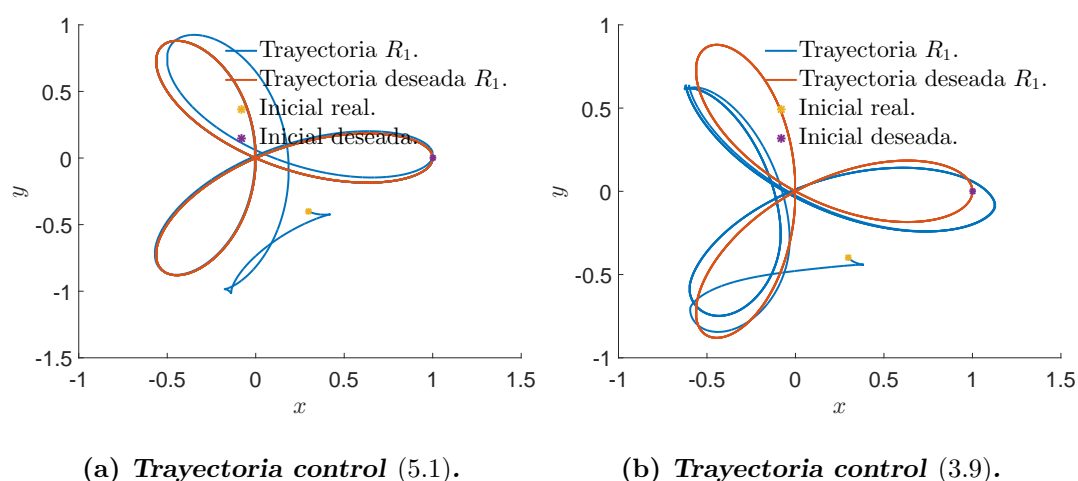 1
0.5
0
-0.5
-1
-1.5
y
-1
-0.5
0
0.5
1
1.5
x
Trayectoria R₁.
Trayectoria deseada R₁.
Inicial real.
Inicial deseada.
(a) Trayectoria control (5.1).
1
0.5
0
-0.5
-1
y
-1
-0.5
0
0.5
1
1.5
x
Trayectoria R₁.
Trayectoria deseada R₁.
Inicial real.
Inicial deseada.
(b) Trayectoria control (3.9).